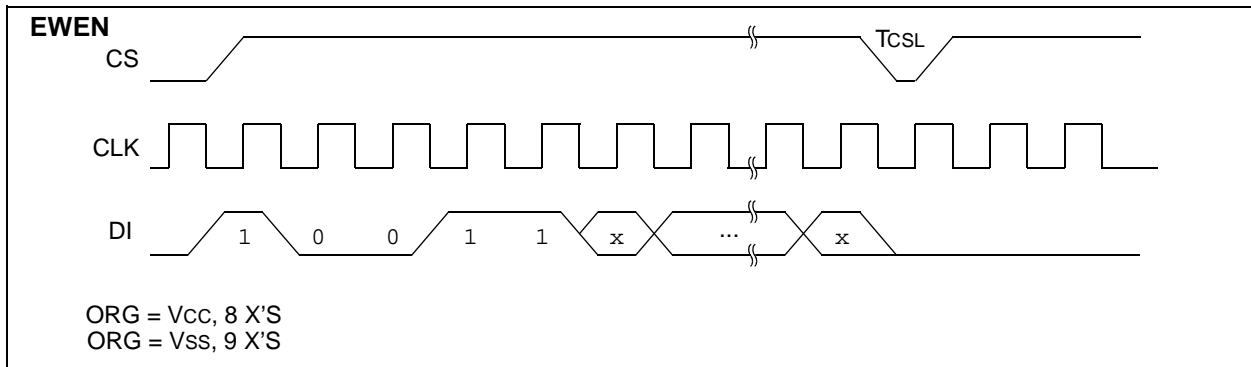 EWEN
CS TCSL
CLK
DI 1 0 0 1 1 x ... x
ORG = VCC, 8 X'S
ORG = VSS, 9 X'S